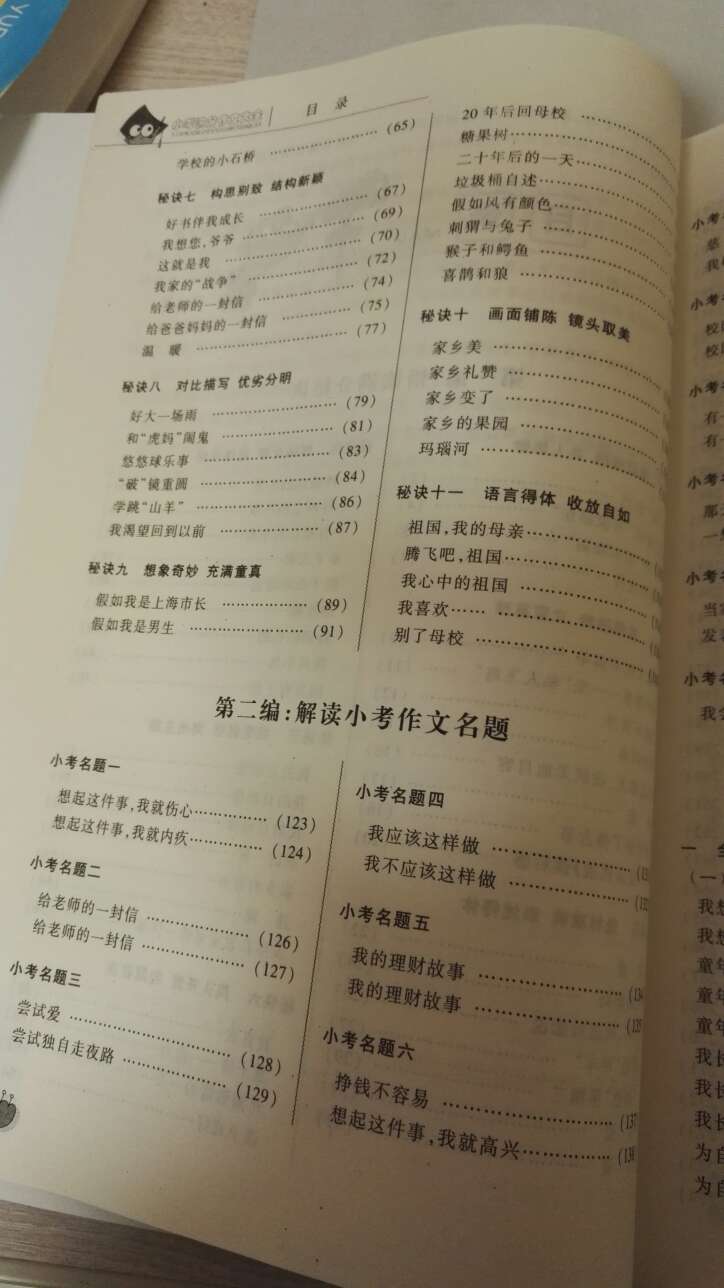 目 录
学校的小石桥 ……………… (65)
秘诀七 构思别致 结构新颖
好书伴我成长 ……………… (67)
我想您,爷爷 ……………… (69)
这就是我 ……………… (70)
我家的“战争” ……………… (72)
给老师的一封信 ……………… (74)
给爸爸妈妈的一封信 ……………… (75)
温 暖 ……………… (77)
秘诀八 对比描写 优劣分明
好大一场雨 ……………… (79)
和“虎妈”闹鬼 ……………… (81)
悠悠球乐事 ……………… (83)
“破”镜重圆 ……………… (84)
学跳“山羊” ……………… (86)
我渴望回到以前 ……………… (87)
秘诀九 想象奇妙 充满童真
假如我是上海市长 ……………… (89)
假如我是男生 ……………… (91)
20年后回母校 ………………
糖果树………………
二十年后的一天………………
垃圾桶自述………………
假如风有颜色………………
刺猬与兔子 ………………
猴子和鳄鱼 ………………
喜鹊和狼 ………………
秘诀十 画面铺陈 镜头取美
家乡美 ………………
家乡礼赞 ………………
家乡变了 ………………
家乡的果园 ………………
玛瑙河 ………………
秘诀十一 语言得体 收放自如
祖国,我的母亲………………
腾飞吧,祖国………………
我心中的祖国 ………………
我喜欢…… ………………
别了母校 ………………
第二编:解读小考作文名题
小考名题一
想起这件事,我就伤心…………… (123)
想起这件事,我就内疚…………… (124)
小考名题二
给老师的一封信 ……………… (126)
给老师的一封信 ……………… (127)
小考名题三
尝试爱 ……………… (128)
尝试独自走夜路 ……………… (129)
小考名题四
我应该这样做 ………………
我不应该这样做 ……………… (132
小考名题五
我的理财故事 ……………… (134
我的理财故事 ……………… (135
小考名题六
挣钱不容易 ……………… (137
想起这件事,我就高兴……………